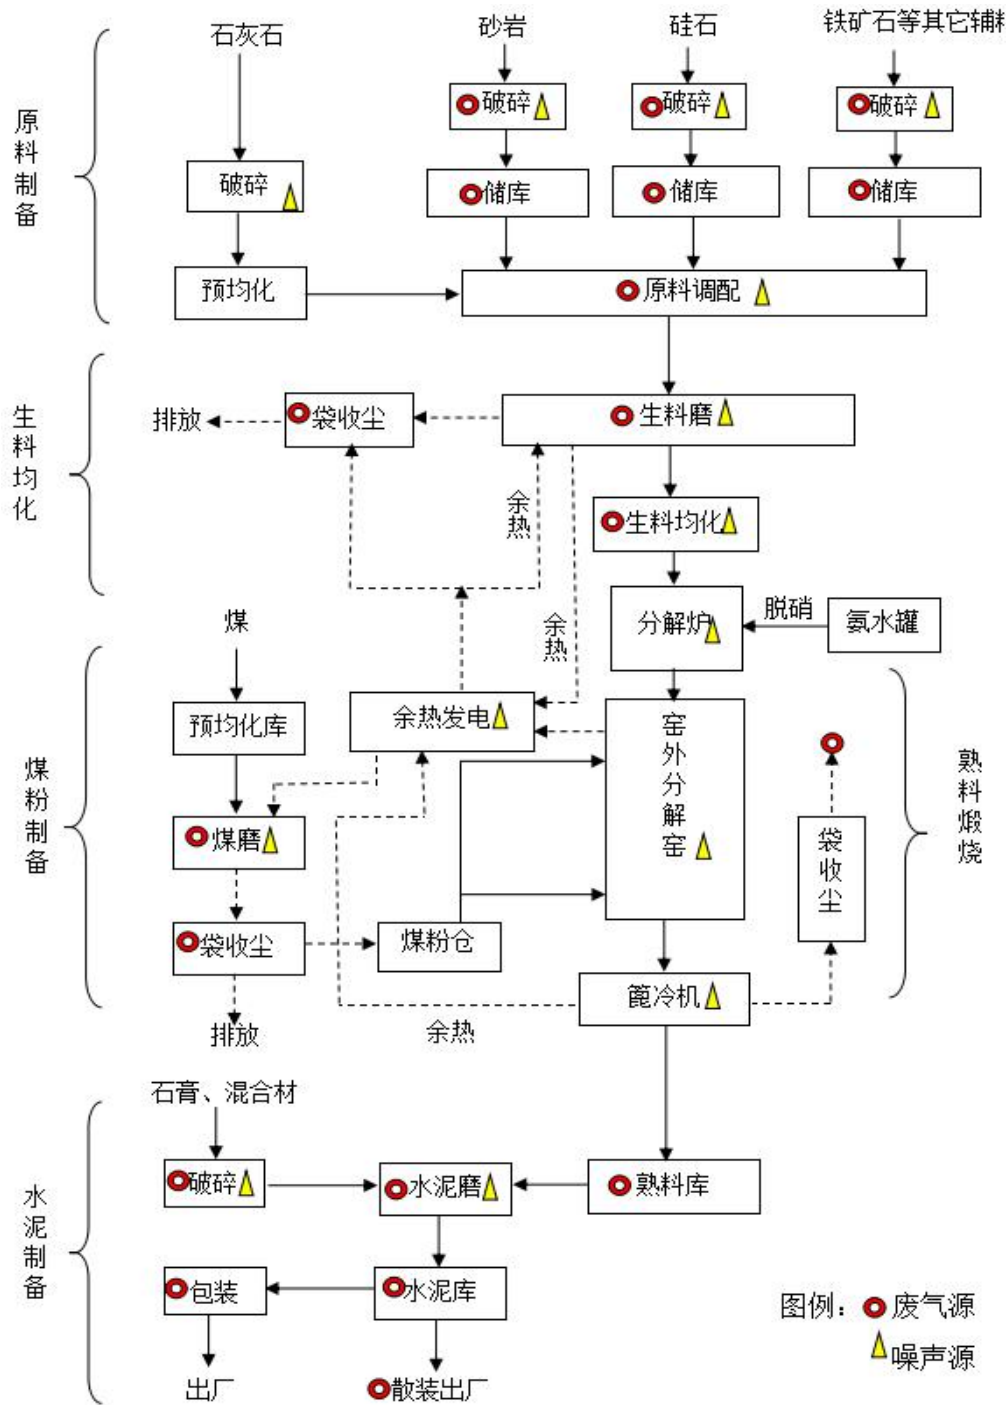 石灰石
砂岩
硅石
铁矿石等其它辅料
原料制备
破碎
破碎
破碎
破碎
储库
储库
储库
预均化
原料调配
生料均化
排放
袋收尘
生料磨
余热
生料均化
煤
余热
分解炉
脱硝
氨水罐
煤粉制备
预均化库
余热发电
窑外分解窑
熟料煅烧
煤磨
袋收尘
袋收尘
煤粉仓
篦冷机
排放
余热
石膏、混合材
水泥制备
破碎
水泥磨
熟料库
包装
水泥库
图例：
废气源
噪声源
出厂
散装出厂